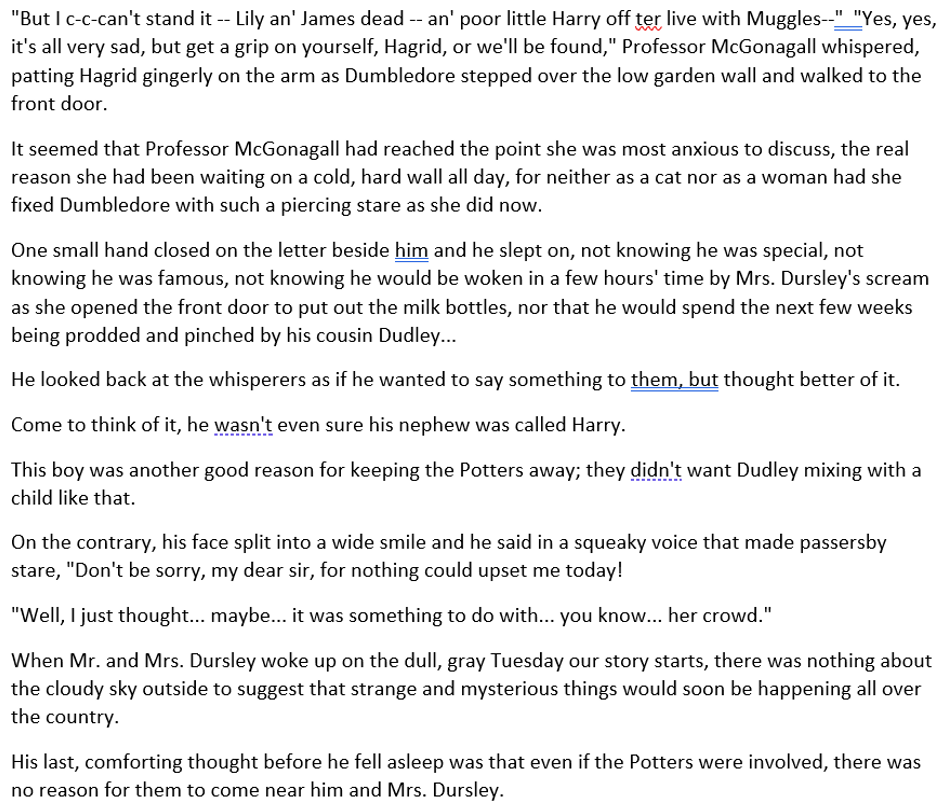 "But I c-c-can't stand it -- Lily an' James dead -- an' poor little Harry off ter live with Muggles--"  "Yes, yes,
it's all very sad, but get a grip on yourself, Hagrid, or we'll be found," Professor McGonagall whispered,
patting Hagrid gingerly on the arm as Dumbledore stepped over the low garden wall and walked to the
front door.
It seemed that Professor McGonagall had reached the point she was most anxious to discuss, the real
reason she had been waiting on a cold, hard wall all day, for neither as a cat nor as a woman had she
fixed Dumbledore with such a piercing stare as she did now.
One small hand closed on the letter beside him and he slept on, not knowing he was special, not
knowing he was famous, not knowing he would be woken in a few hours' time by Mrs. Dursley's scream
as she opened the front door to put out the milk bottles, nor that he would spend the next few weeks
being prodded and pinched by his cousin Dudley...
He looked back at the whisperers as if he wanted to say something to them, but thought better of it.
Come to think of it, he wasn't even sure his nephew was called Harry.
This boy was another good reason for keeping the Potters away; they didn't want Dudley mixing with a
child like that.
On the contrary, his face split into a wide smile and he said in a squeaky voice that made passersby
stare, "Don't be sorry, my dear sir, for nothing could upset me today!
"Well, I just thought... maybe... it was something to do with... you know... her crowd."
When Mr. and Mrs. Dursley woke up on the dull, gray Tuesday our story starts, there was nothing about
the cloudy sky outside to suggest that strange and mysterious things would soon be happening all over
the country.
His last, comforting thought before he fell asleep was that even if the Potters were involved, there was
no reason for them to come near him and Mrs. Dursley.